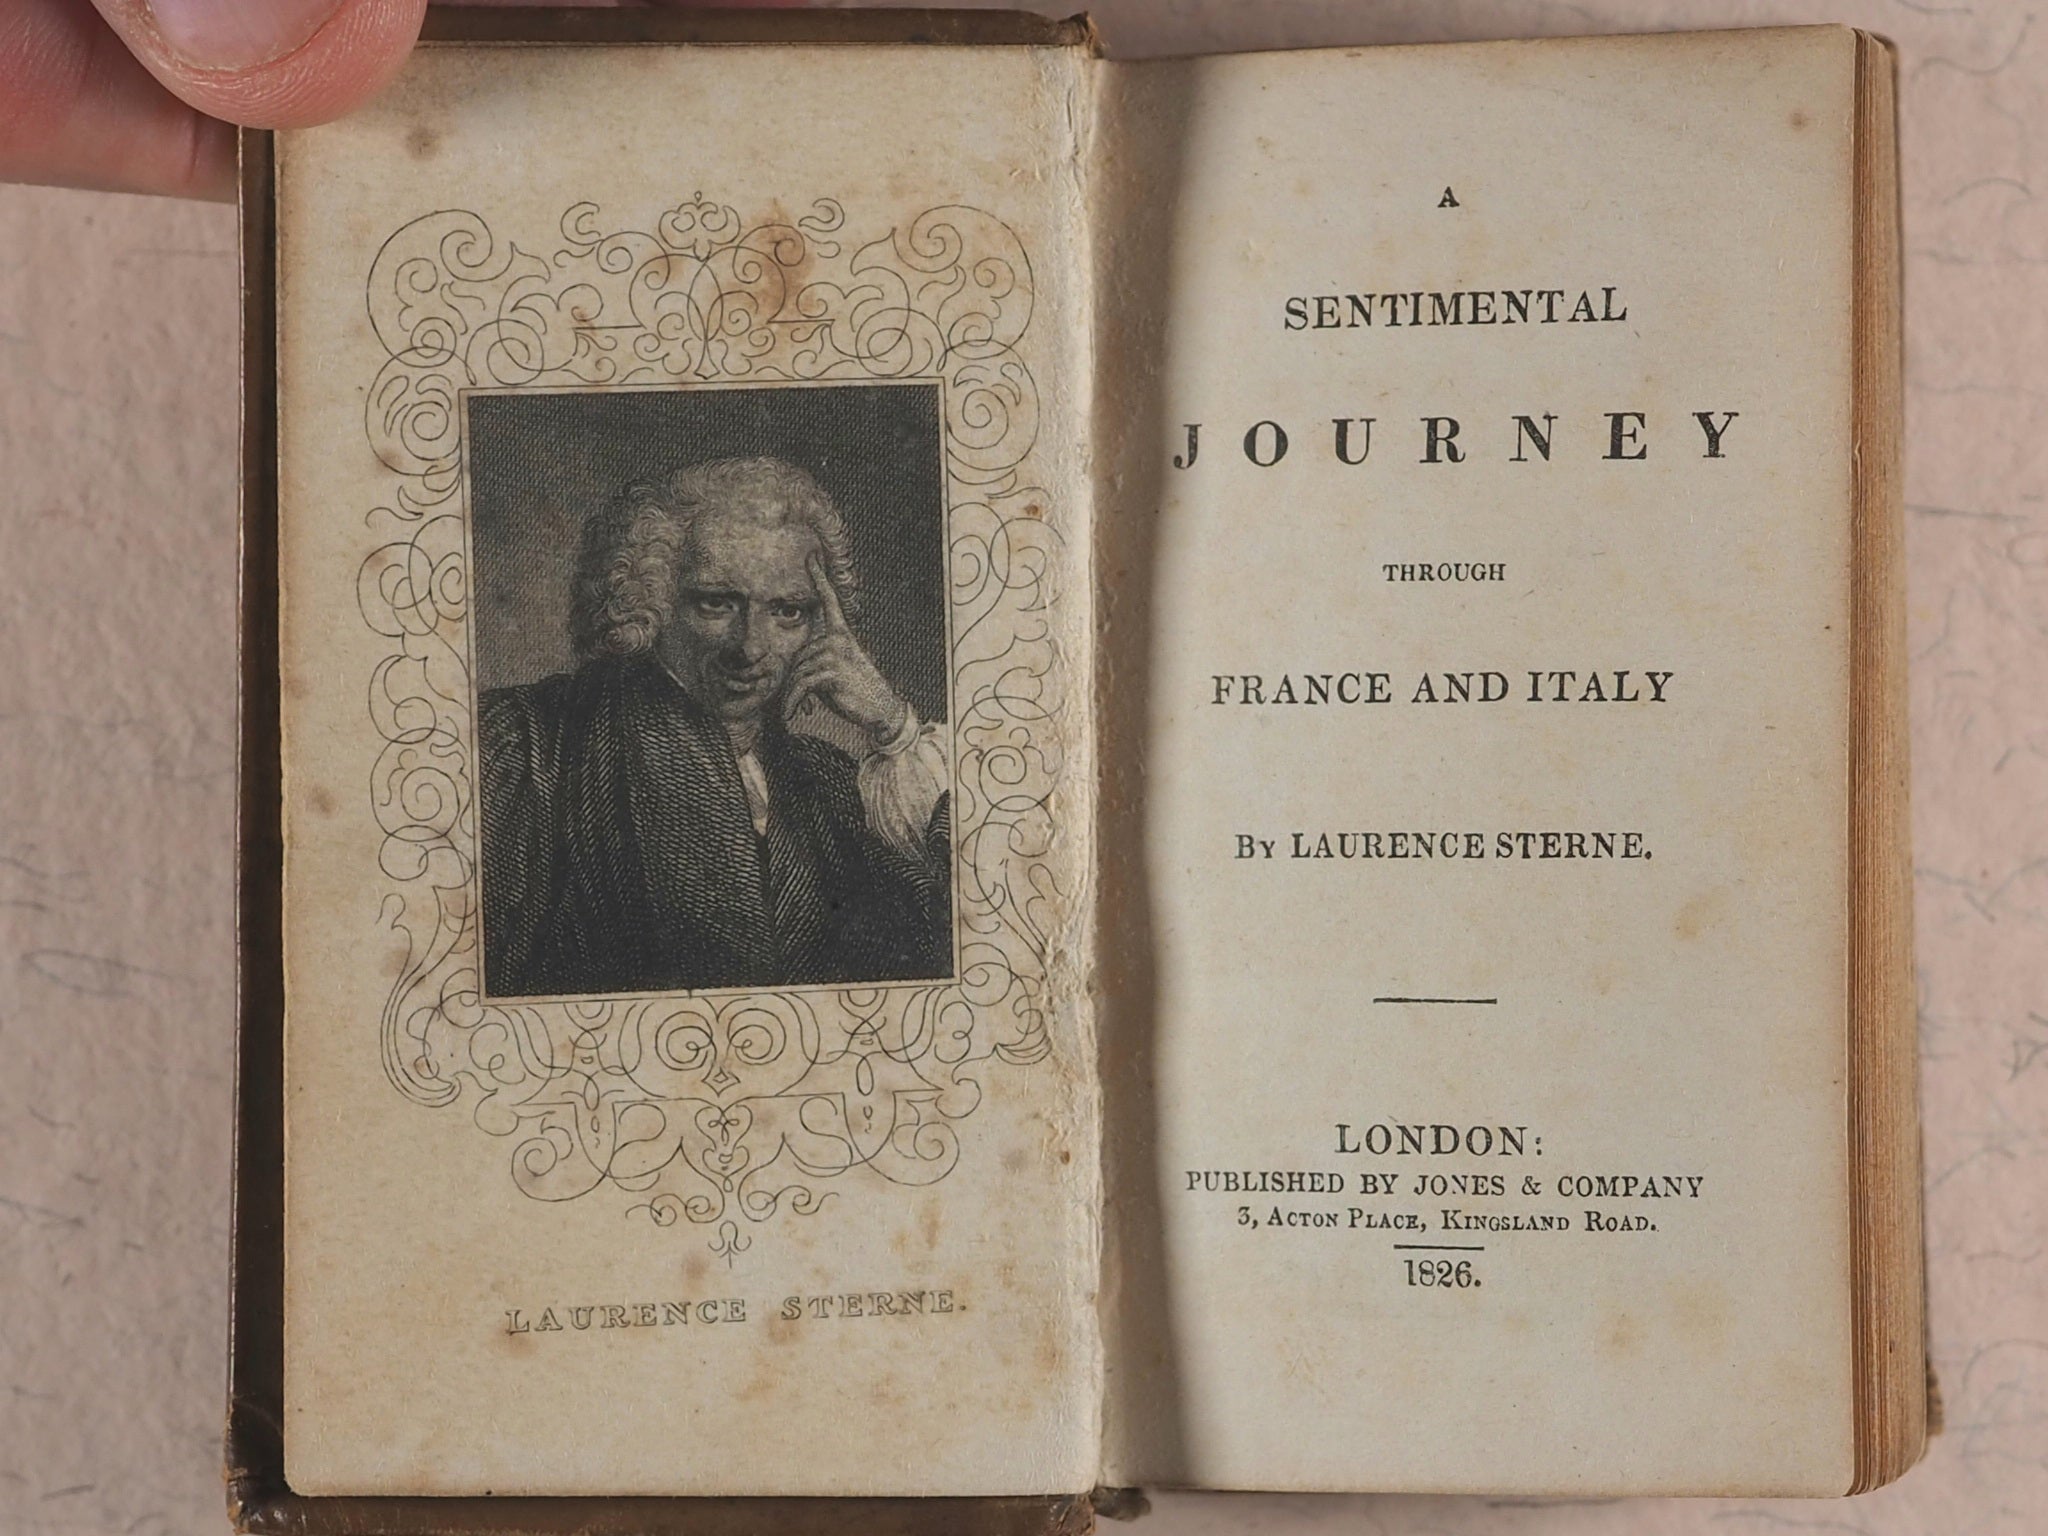 LAURENCE STERNE.
A
SENTIMENTAL
JOURNEY
THROUGH
FRANCE AND ITALY
BY LAURENCE STERNE.
LONDON:
PUBLISHED BY JONES & COMPANY
3, ACTON PLACE, KINGSLAND ROAD.
1826.